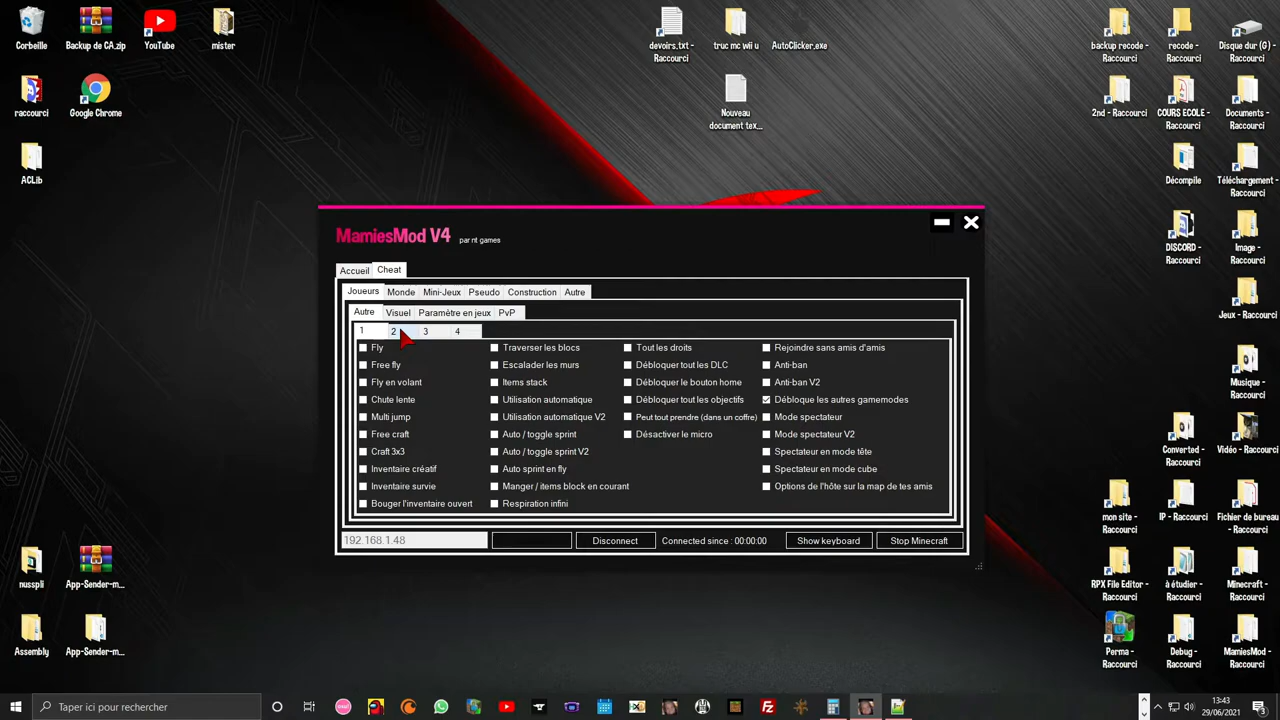 Corbeille
Backup de CA.zip
YouTube
mister
devoirs.txt - Raccourci
truc mc wii u
AutoClicker.exe
backup recode - Raccourci
recode - Raccourci
Disque dur (G) - Raccourci
raccourci
Google Chrome
Nouveau document tex...
2nd - Raccourci
COURS ECOLE - Raccourci
Documents - Raccourci
ACLib
Décompile
Téléchargement - Raccourci
MamiesMod V4
par nt games
DISCORD - Raccourci
Image - Raccourci
Accueil
Cheat
Joueurs
Monde
Mini-Jeux
Pseudo
Construction
Autre
Jeux - Raccourci
Autre
Visuel
Paramètre en jeux
PvP
1
2
3
4
Fly
Traverser les blocs
Tout les droits
Rejoindre sans amis d'amis
Free fly
Escalader les murs
Débloquer tout les DLC
Anti-ban
Fly en volant
Items stack
Débloquer le bouton home
Anti-ban V2
Musique - Raccourci
Chute lente
Utilisation automatique
Débloquer tout les objectifs
Débloque les autres gamemodes
Multi jump
Utilisation automatique V2
Peut tout prendre (dans un coffre)
Mode spectateur
Free craft
Auto / toggle sprint
Désactiver le micro
Mode spectateur V2
Craft 3x3
Auto / toggle sprint V2
Spectateur en mode tête
Converted - Raccourci
Vidéo - Raccourci
Inventaire créatif
Auto sprint en fly
Spectateur en mode cube
Inventaire survie
Manger / items block en courant
Options de l'hôte sur la map de tes amis
Bouger l'inventaire ouvert
Respiration infini
mon site - Raccourci
IP - Raccourci
Fichier de bureau - Raccourci
192.168.1.48
Disconnect
Connected since : 00:00:00
Show keyboard
Stop Minecraft
nusspli
App-Sender-m...
RPX File Editor - Raccourci
à étudier - Raccourci
Minecraft - Raccourci
Assembly
App-Sender-m...
Perma - Raccourci
Debug - Raccourci
MamiesMod - Raccourci
Taper ici pour rechercher
13:43
29/06/2021